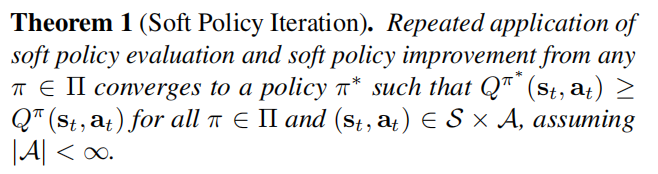 Theorem 1 (Soft Policy Iteration). Repeated application of
soft policy evaluation and soft policy improvement from any
π ∈ Π converges to a policy π* such that Q^{π*}(s_t, a_t) ≥
Q^π(s_t, a_t) for all π ∈ Π and (s_t, a_t) ∈ S × A, assuming
|A| < ∞.